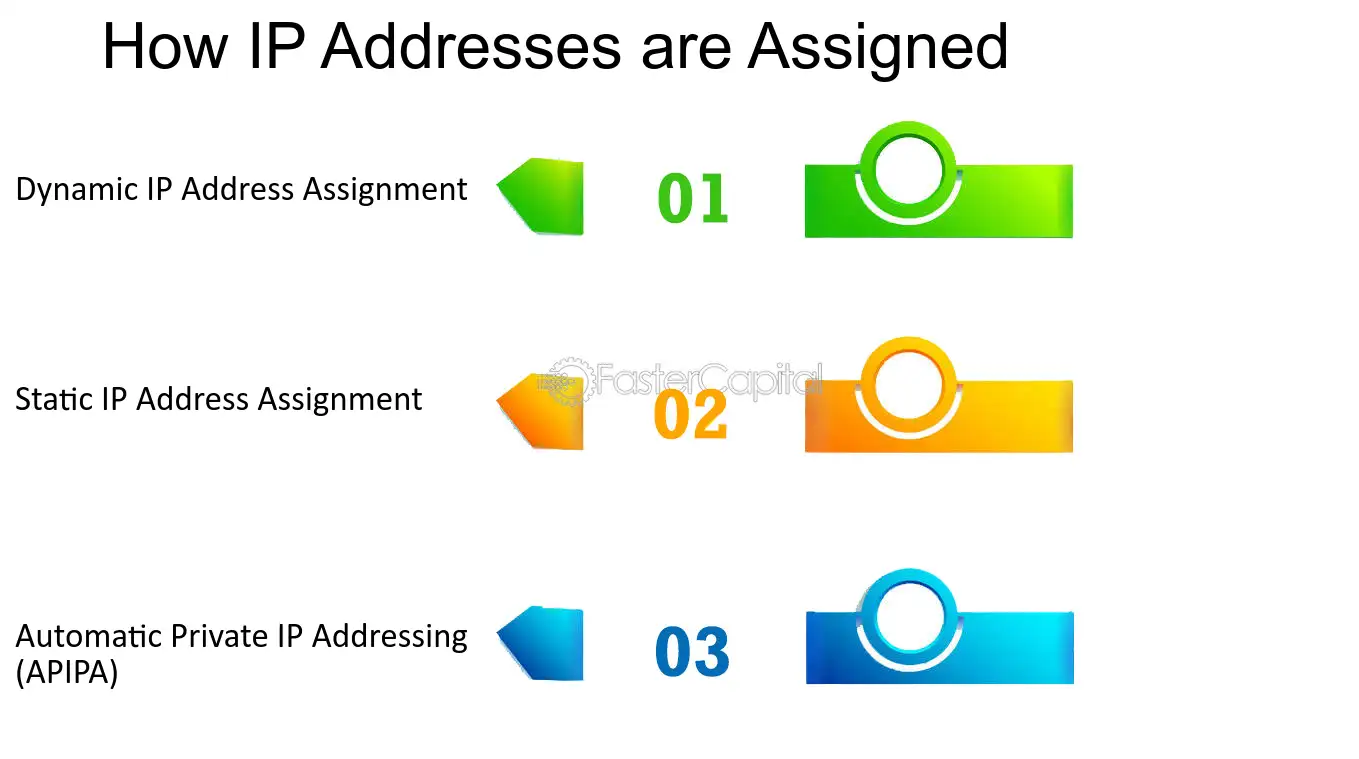 How IP Addresses are Assigned
Dynamic IP Address Assignment
01
FasterCapital
Static IP Address Assignment
02
Automatic Private IP Addressing
(APIPA)
03